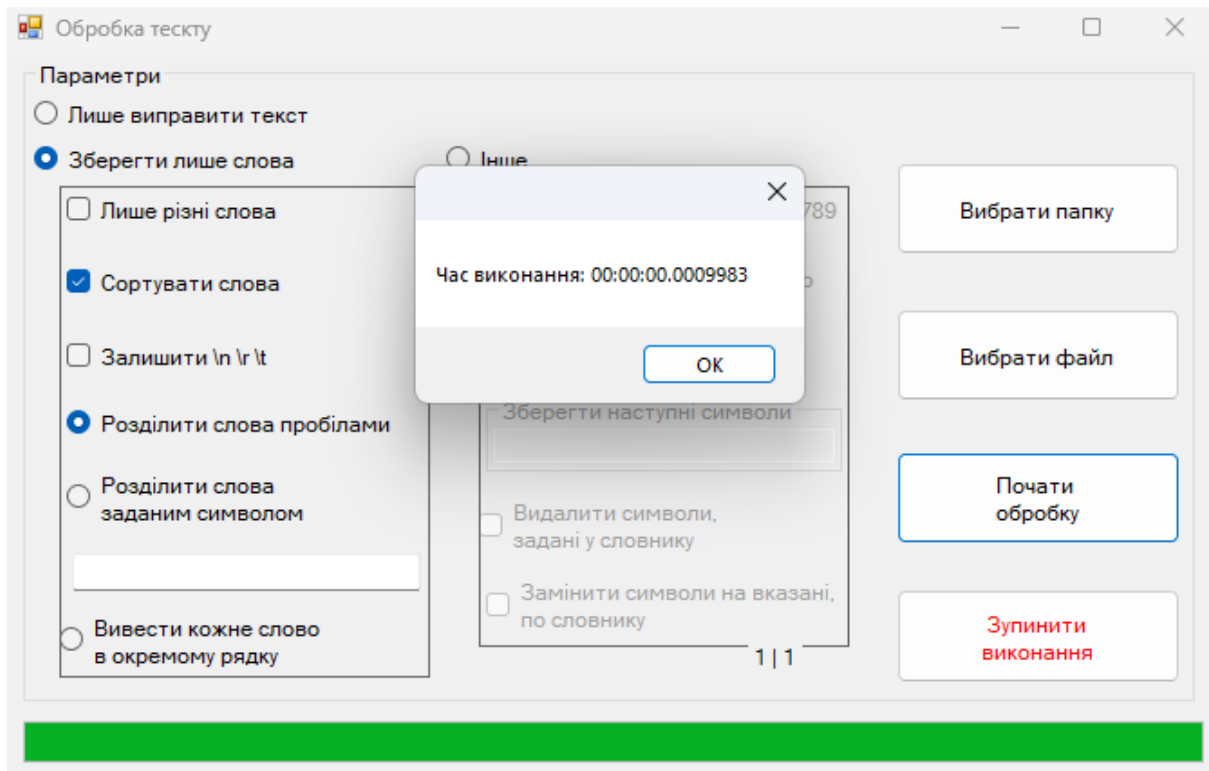 Обробка тескту
Параметри
Лише виправити текст
Зберегти лише слова
Інше
Лише різні слова
789
Сортувати слова
Залишити \n \r \t
Розділити слова пробілами
Розділити слова
заданим символом
Вивести кожне слово
в окремому рядку
Час виконання: 00:00:00.0009983
OK
Зберегти наступні символи
Видалити символи,
задані у словнику
Замінити символи на вказані,
по словнику
1 | 1
Вибрати папку
Вибрати файл
Почати
обробку
Зупинити
виконання